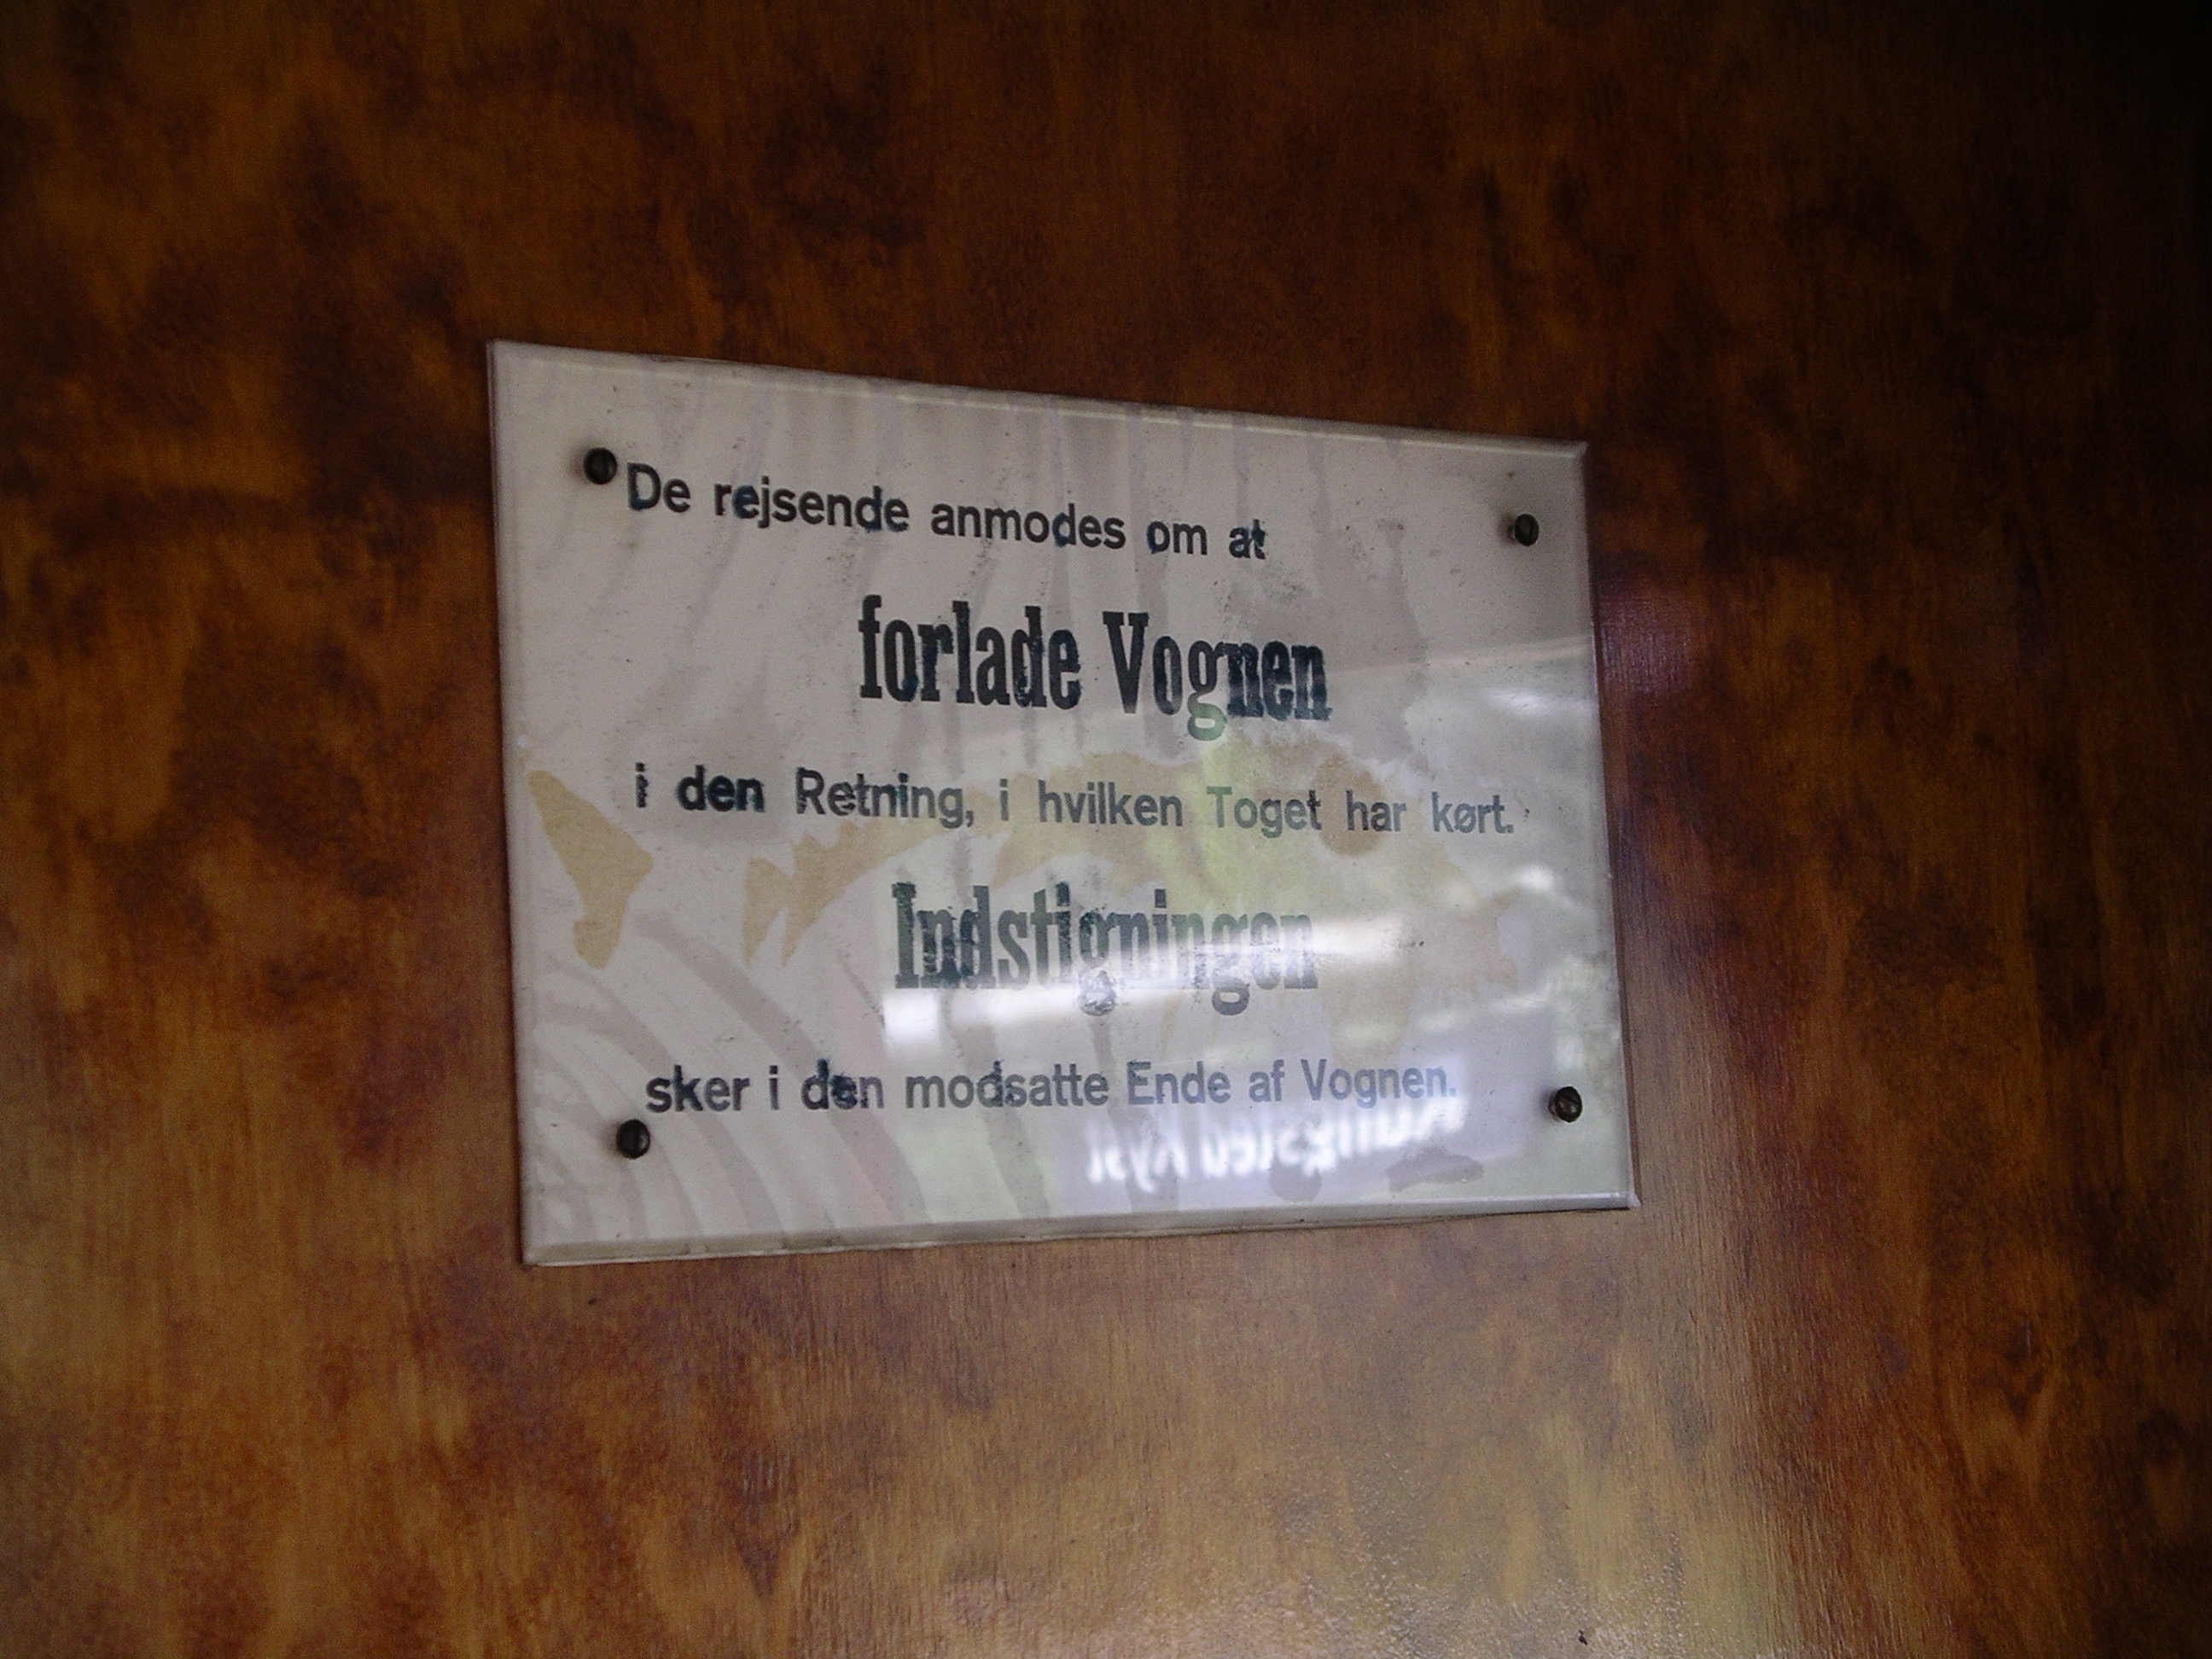 De rejsende anmodes om at
forlade Vognen
i den Retning, i hvilken Toget har kørt.
Indstigningen
sker i den modsatte Ende af Vognen.
Kyst